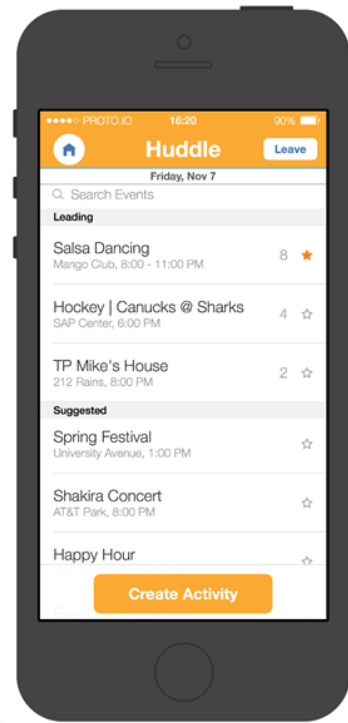 PROTO.IO 16:20 90%
Huddle
Leave
Friday, Nov 7
Search Events
Leading
Salsa Dancing 8
Mango Club, 8:00 - 11:00 PM
Hockey | Canucks @ Sharks 4
SAP Center, 6:00 PM
TP Mike's House 2
212 Rains, 8:00 PM
Suggested
Spring Festival
University Avenue, 1:00 PM
Shakira Concert
AT&T Park, 8:00 PM
Happy Hour
Create Activity